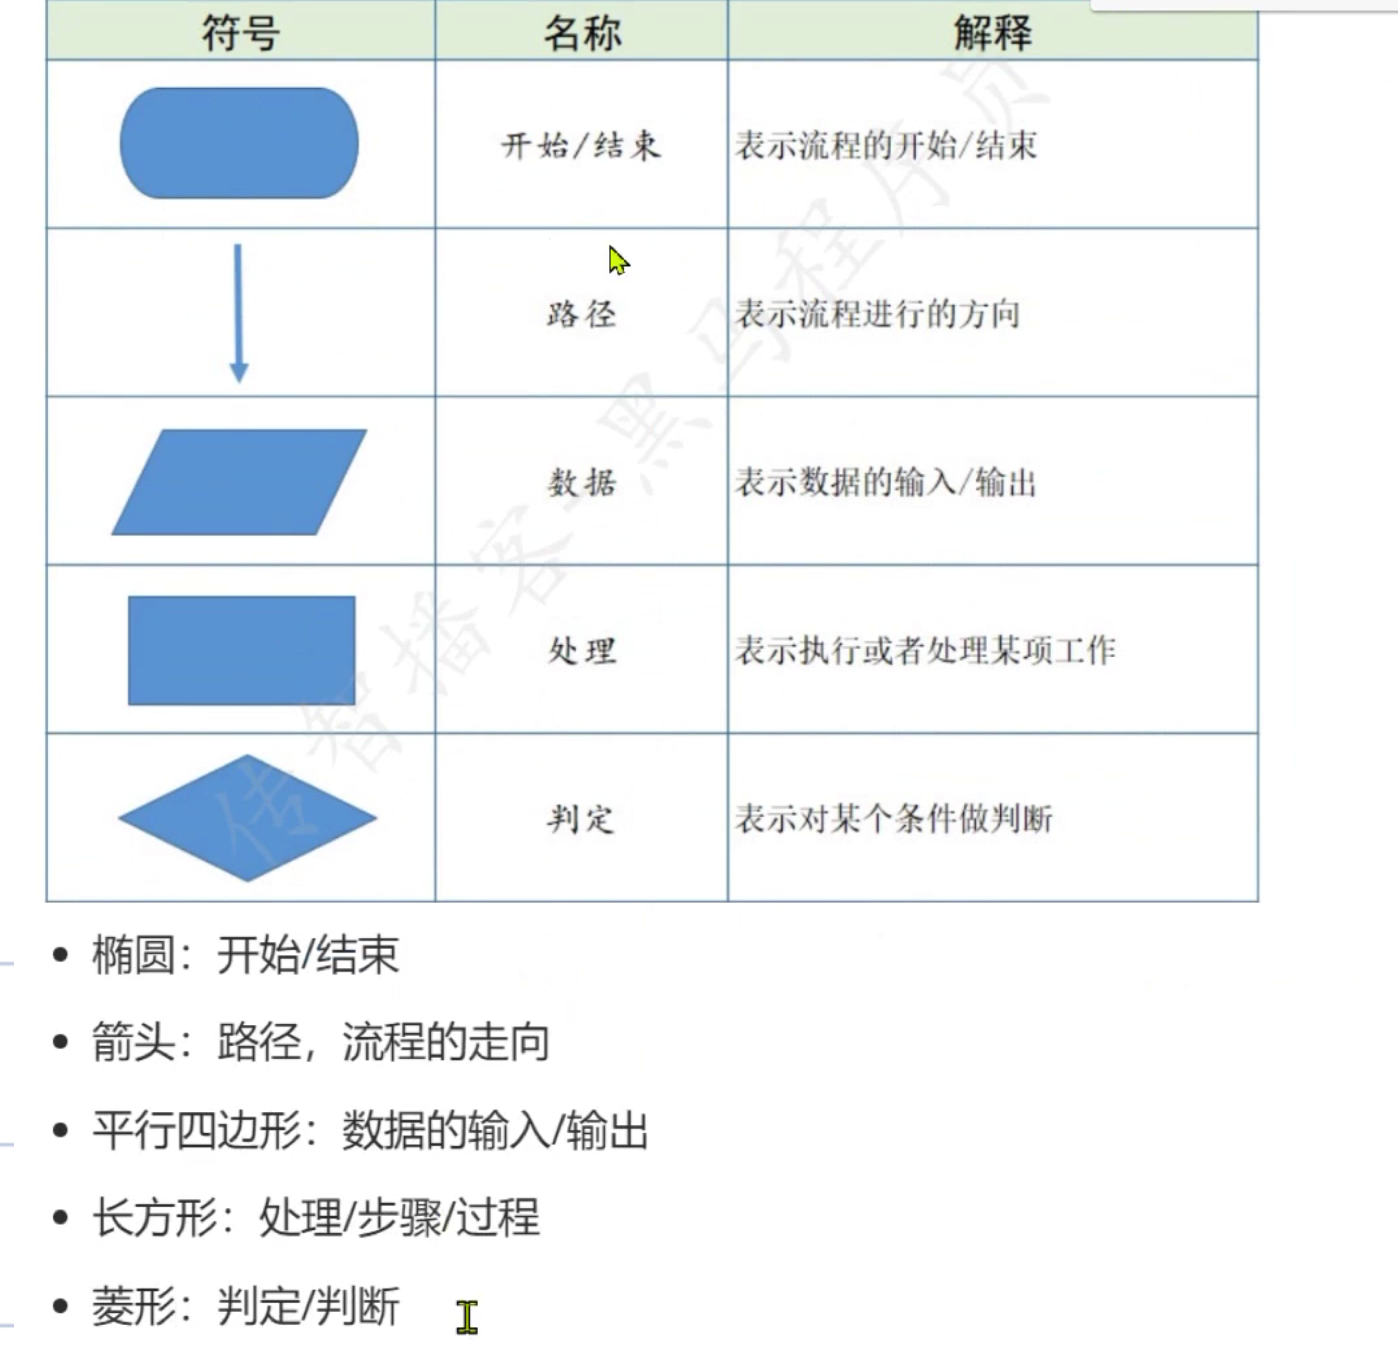 符号 名称 解释
开始/结束 表示流程的开始/结束
路径 表示流程进行的方向
数据 表示数据的输入/输出
处理 表示执行或者处理某项工作
判定 表示对某个条件做判断
传智播客-黑马程序员
椭圆：开始/结束
箭头：路径，流程的走向
平行四边形：数据的输入/输出
长方形：处理/步骤/过程
菱形：判定/判断